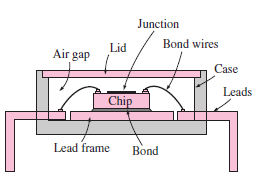 Junction
Lid
Bond wires
Air gap
Case
Leads
Chip
Lead frame
Bond